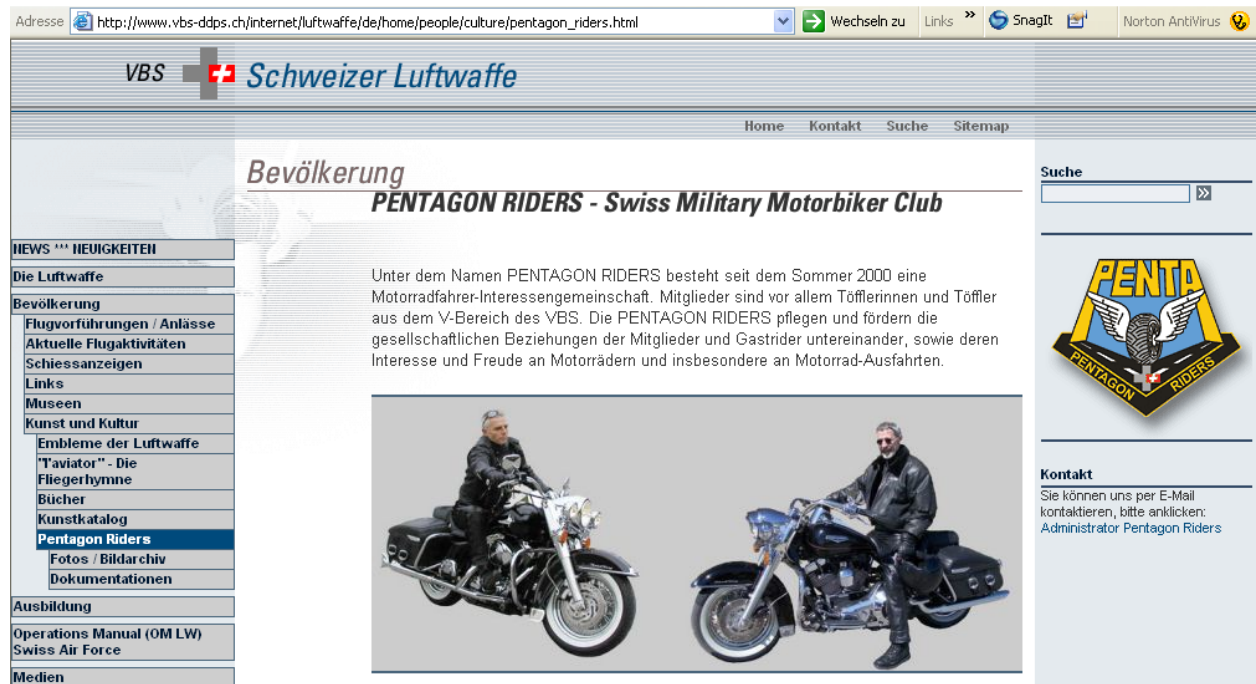 Adresse http://www.vbs-ddps.ch/internet/luftwaffe/de/home/people/culture/pentagon_riders.html Wechseln zu Links » SnagIt Norton AntiVirus
VBS Schweizer Luftwaffe
Home Kontakt Suche Sitemap
Bevölkerung
PENTAGON RIDERS - Swiss Military Motorbiker Club
NEWS *** NEUIGKEITEN
Die Luftwaffe
Bevölkerung
Flugvorführungen / Anlässe
Aktuelle Flugaktivitäten
Schiessanzeigen
Links
Museen
Kunst und Kultur
Embleme der Luftwaffe
"l'aviator" - Die
Fliegerhymne
Bücher
Kunstkatalog
Pentagon Riders
Fotos / Bildarchiv
Dokumentationen
Ausbildung
Operations Manual (OM LW)
Swiss Air Force
Medien
Unter dem Namen PENTAGON RIDERS besteht seit dem Sommer 2000 eine
Motorradfahrer-Interessengemeinschaft. Mitglieder sind vor allem Töfflerinnen und Töffler
aus dem V-Bereich des VBS. Die PENTAGON RIDERS pflegen und fördern die
gesellschaftlichen Beziehungen der Mitglieder und Gastrider untereinander, sowie deren
Interesse und Freude an Motorrädern und insbesondere an Motorrad-Ausfahrten.
Suche
PENTA
PENTAGON RIDERS
Kontakt
Sie können uns per E-Mail
kontaktieren, bitte anklicken:
Administrator Pentagon Riders